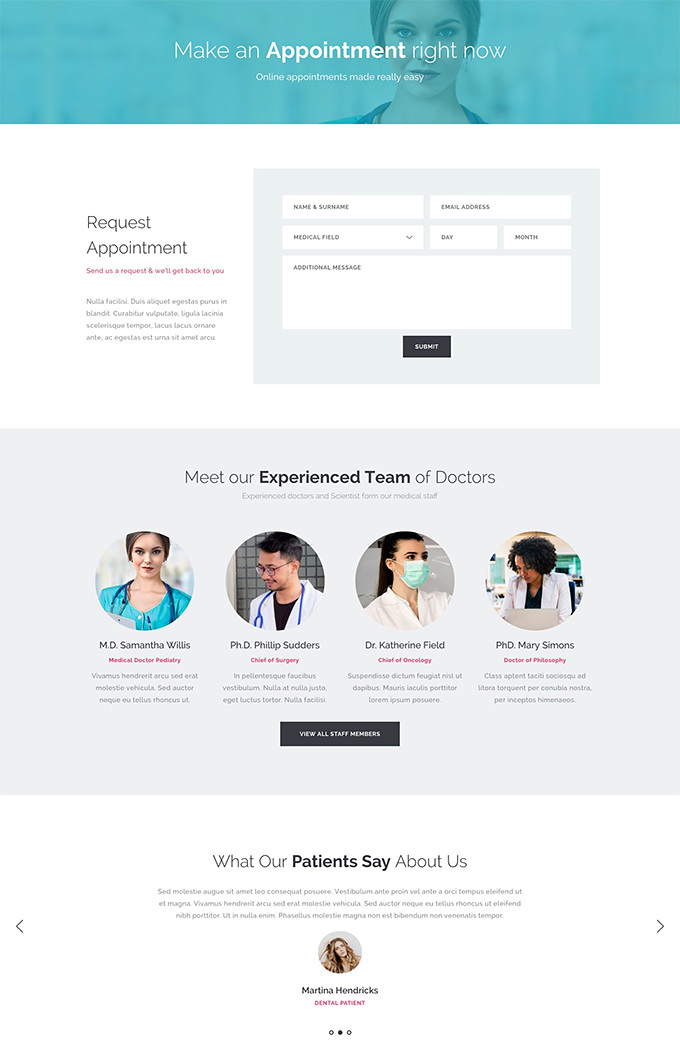 Make an Appointment right now
Online appointments made really easy
Request
Appointment
Send us a request & we'll get back to you
Nulla facilisi. Duis aliquet egestas purus in
blandit. Curabitur vulputate, ligula lacinia
scelerisque tempor, lacus lacus ornare
ante, ac egestas est urna sit amet arcu.
NAME & SURNAME
EMAIL ADDRESS
MEDICAL FIELD
DAY
MONTH
ADDITIONAL MESSAGE
SUBMIT
Meet our Experienced Team of Doctors
Experienced doctors and Scientist form our medical staff
M.D. Samantha Willis
Medical Doctor Pediatry
Vivamus hendrerit arcu sed erat
molestie vehicula. Sed auctor
neque eu tellus rhoncus ut.
Ph.D. Phillip Sudders
Chief of Surgery
In pellentesque faucibus
vestibulum. Nulla at nulla justo,
eget luctus tortor. Nulla facilisi.
Dr. Katherine Field
Chief of Oncology
Suspendisse dictum feugiat nisl ut
dapibus. Mauris iaculis porttitor
lorem ipsum posuere.
PhD. Mary Simons
Doctor of Philosophy
Class aptent taciti sociosqu ad
litora torquent per conubia nostra,
per inceptos himenaeos.
VIEW ALL STAFF MEMBERS
What Our Patients Say About Us
Sed molestie augue sit amet leo consequat posuere. Vestibulum ante proin vel ante a orci tempus eleifend ut
et magna. Vivamus hendrerit arcu sed erat molestie vehicula. Sed auctor neque eu tellus rhoncus ut eleifend
nibh porttitor. Ut in nulla enim. Phasellus molestie magna non est bibendum non venenatis tempor.
Martina Hendricks
DENTAL PATIENT